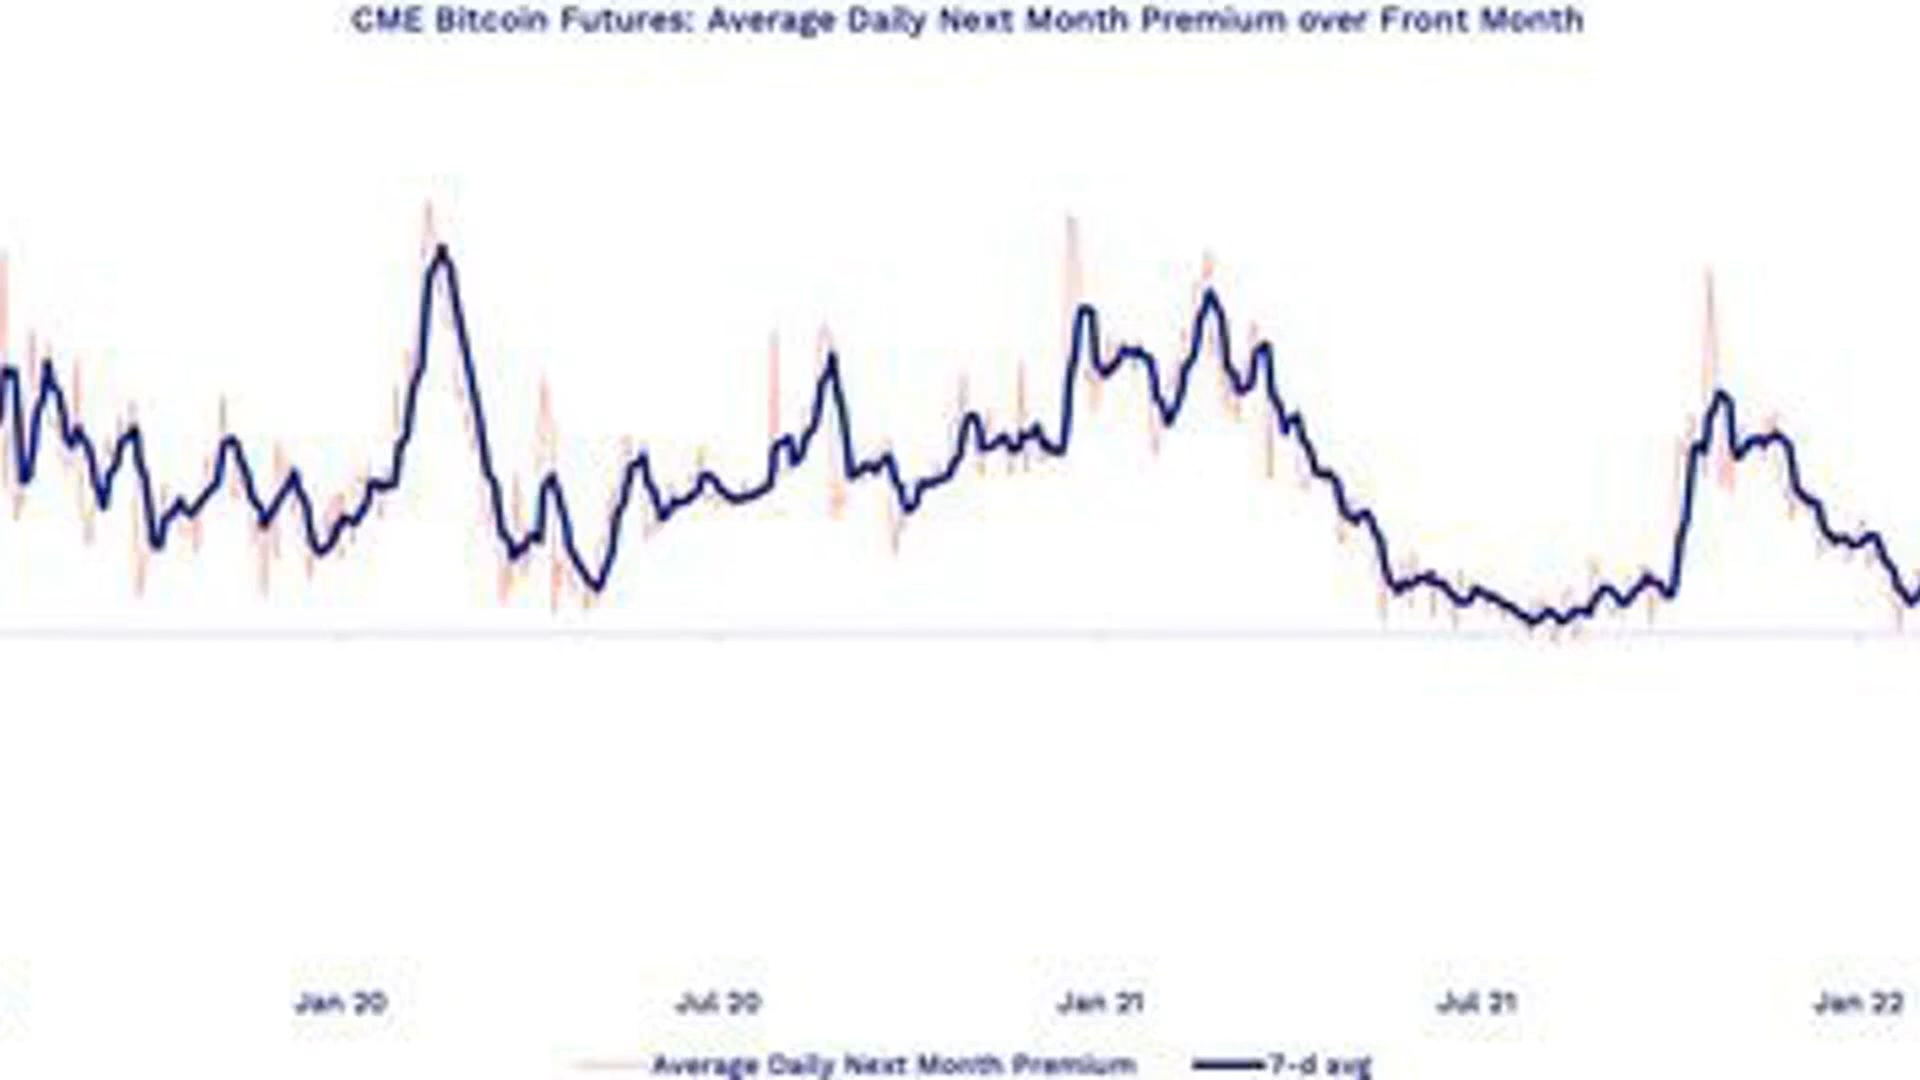 CME Bitcoin Futures: Average Daily Next Month Premium over Front Month
Jan 20 Jul 20 Jan 21 Jul 21 Jan 22
Average Daily Next Month Premium 7-d avg